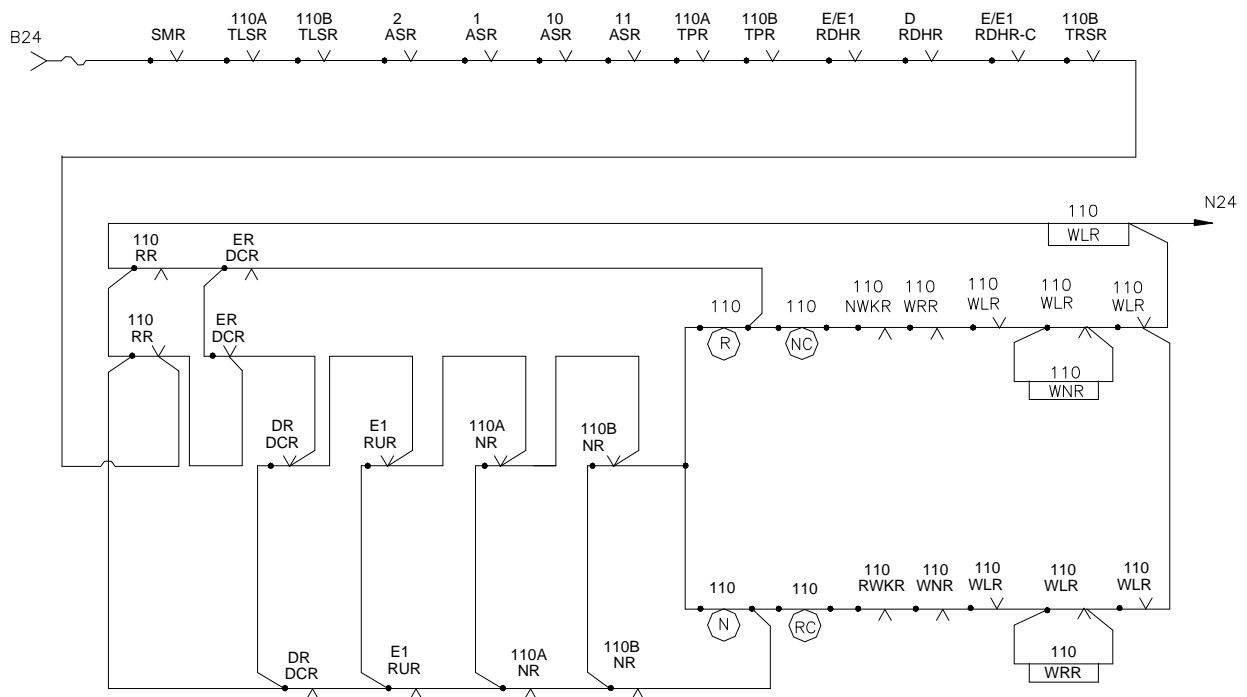 B24
SMR
110A
TLSR
110B
TLSR
2
ASR
1
ASR
10
ASR
11
ASR
110A
TPR
110B
TPR
E/E1
RDHR
D
RDHR
E/E1
RDHR-C
110B
TRSR
110
WLR
N24
110
RR
ER
DCR
110
RR
ER
DCR
110
R
110
NC
110
NWKR
110
WRR
110
WLR
110
WLR
110
WLR
110
WNR
DR
DCR
E1
RUR
110A
NR
110B
NR
110
N
110
RC
110
RWKR
110
WNR
110
WLR
110
WLR
110
WLR
110
WRR
DR
DCR
E1
RUR
110A
NR
110B
NR